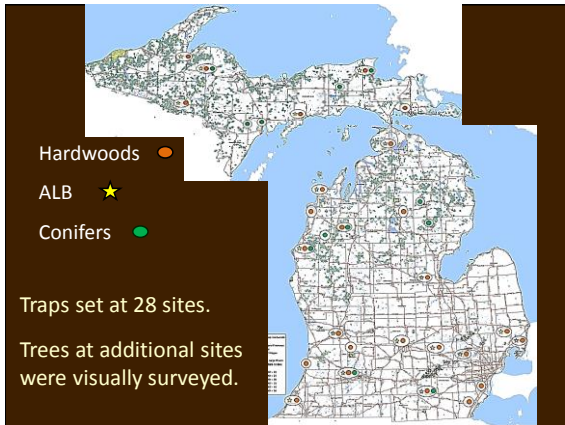 Hardwoods
ALB
Conifers
Traps set at 28 sites.
Trees at additional sites
were visually surveyed.